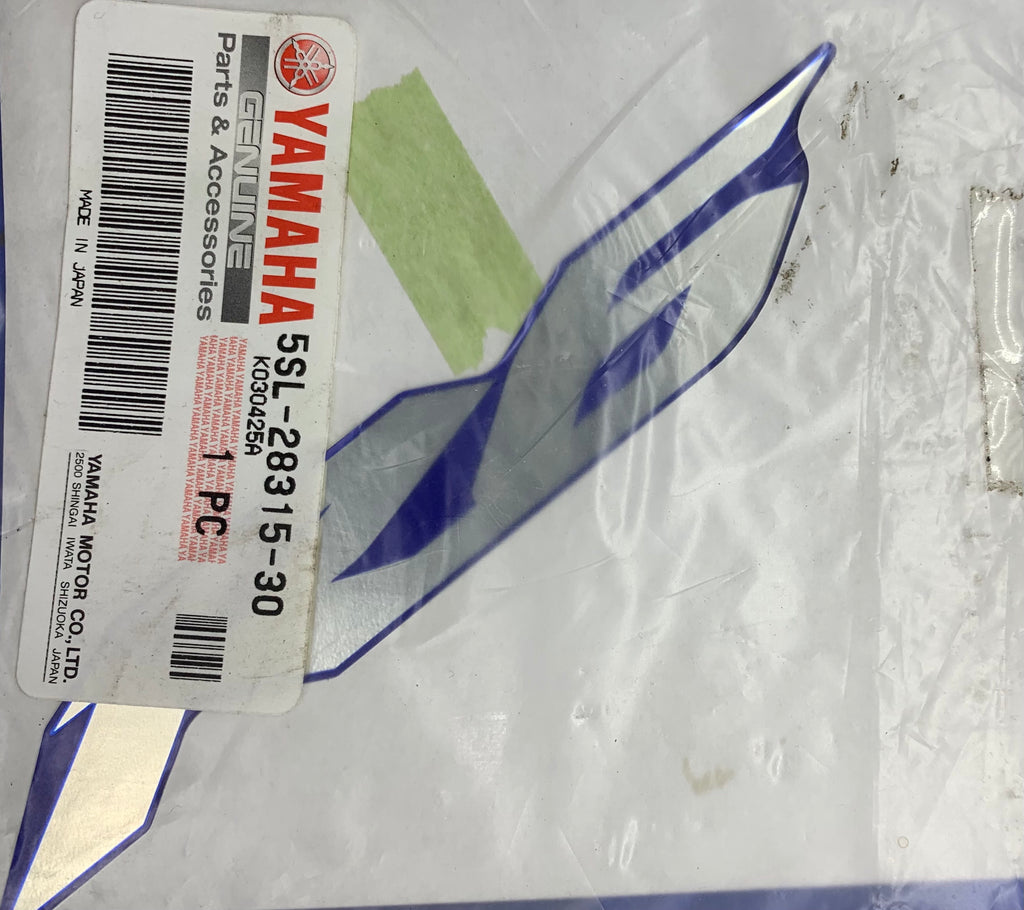 YAMAHA
GENUINE
Parts & Accessories
5SL-28315-30
K030425A
1 PC
MADE IN JAPAN
YAMAHA MOTOR CO., LTD.
2500 SHINGAI IWATA SHIZUOKA JAPAN